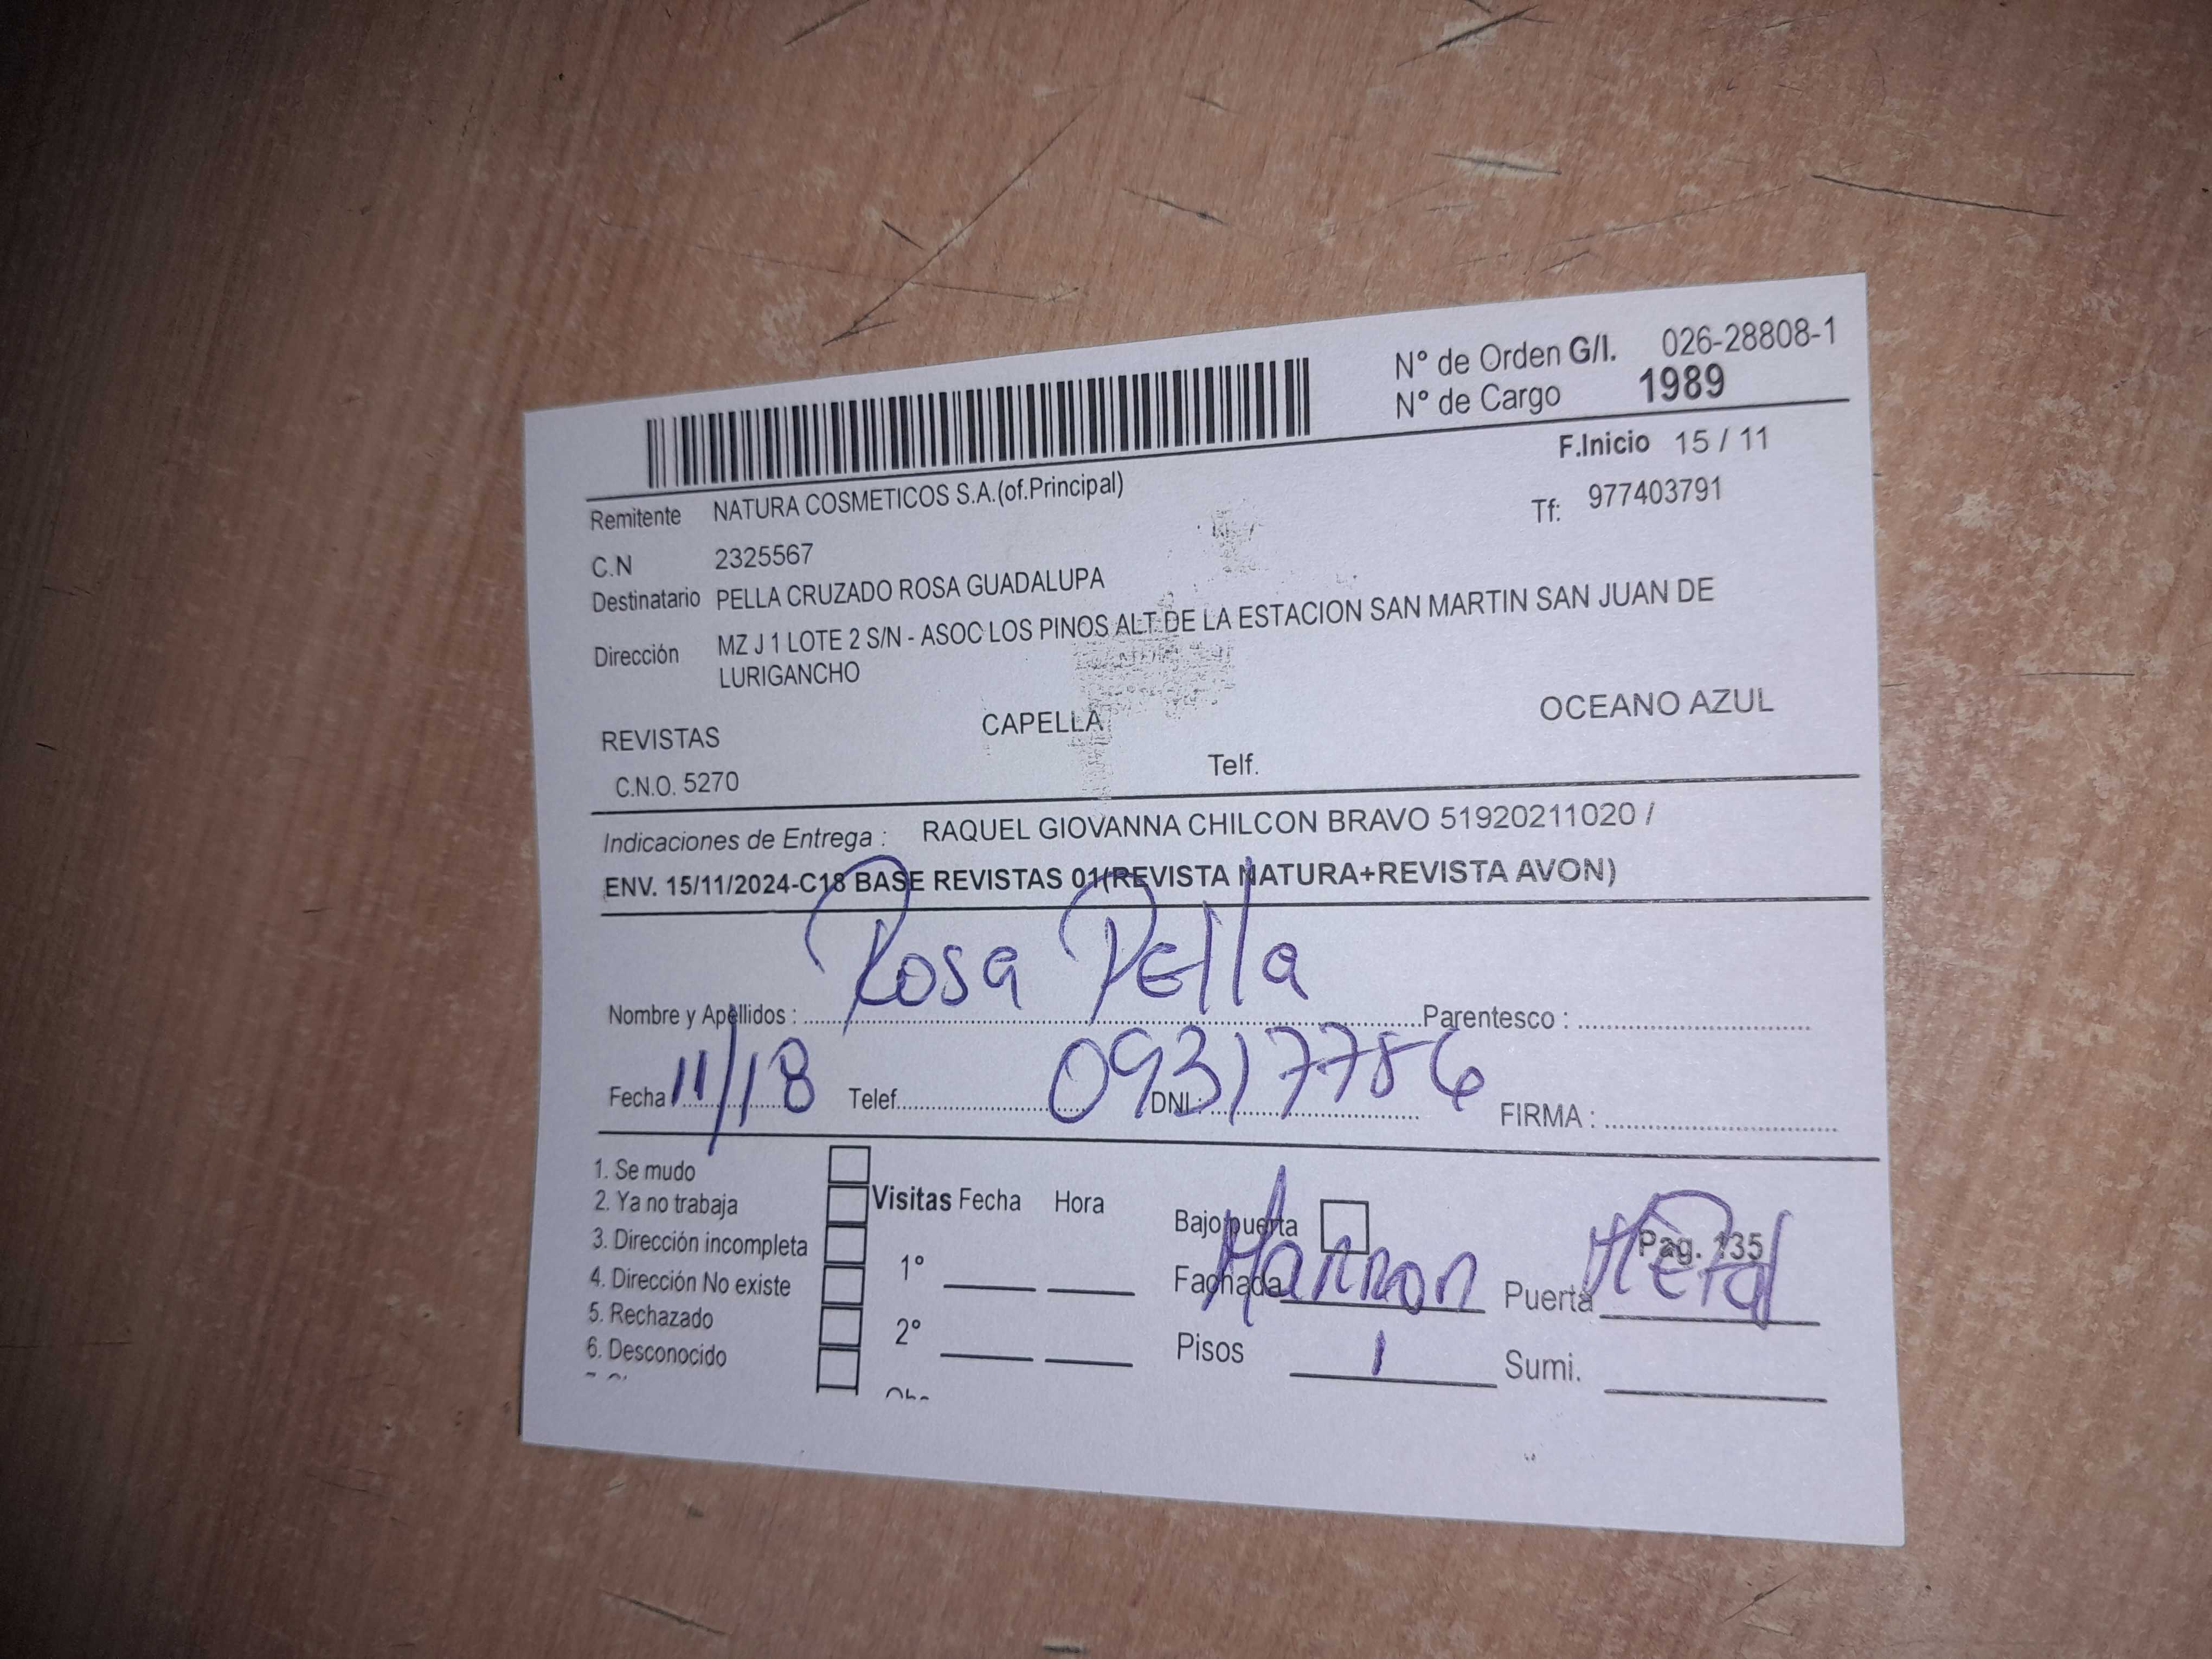 N° de Orden G/I. 026-28808-1
N° de Cargo 1989
F.Inicio 15 / 11
Remitente NATURA COSMETICOS S.A.(of.Principal)
Tf: 977403791
C.N 2325567
Destinatario PELLA CRUZADO ROSA GUADALUPA
Dirección MZ J 1 LOTE 2 S/N - ASOC LOS PINOS ALT DE LA ESTACION SAN MARTIN SAN JUAN DE
LURIGANCHO
REVISTAS CAPELLA OCEANO AZUL
C.N.O. 5270 Telf.
Indicaciones de Entrega : RAQUEL GIOVANNA CHILCON BRAVO 51920211020 /
ENV. 15/11/2024-C18 BASE REVISTAS 01(REVISTA NATURA+REVISTA AVON)
Nombre y Apellidos : Rosa Pella Parentesco :
Fecha 11/18 Telef. DNI : 09317786 FIRMA :
1. Se mudo
2. Ya no trabaja
3. Dirección incompleta
4. Dirección No existe
5. Rechazado
6. Desconocido
Visitas Fecha Hora
1°
2°
Bajo puerta Pag. 135
Fachada Marron Puerta Metal
Pisos 1 Sumi.